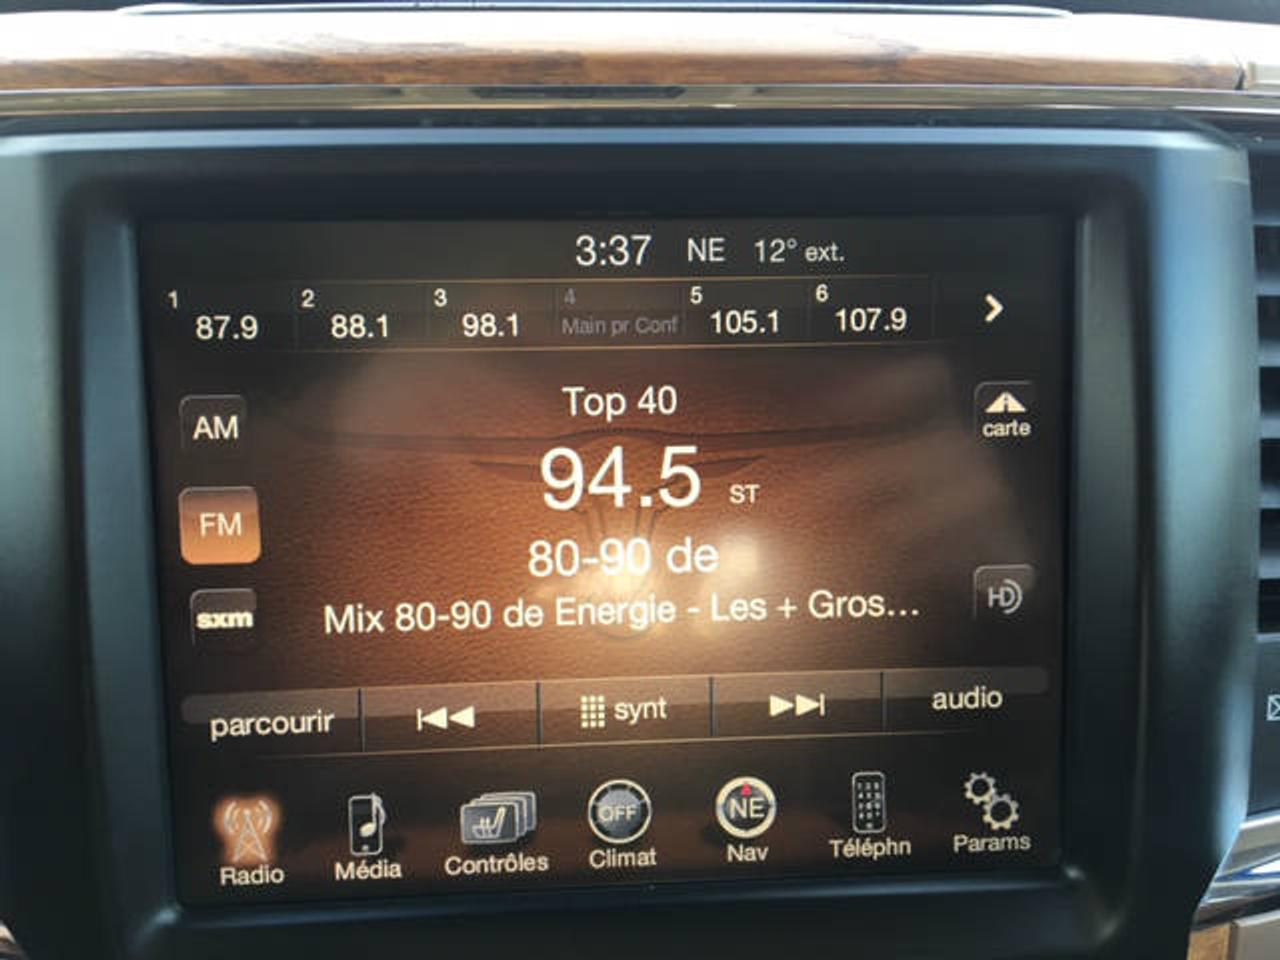 3:37 NE 12° ext.
1 87.9 2 88.1 3 98.1 4 Main pr Conf 5 105.1 6 107.9
Top 40
AM
carte
94.5 ST
FM
80-90 de
HD
sxm
Mix 80-90 de Energie - Les + Gros...
parcourir synt audio
OFF NE
Radio Média Contrôles Climat Nav Téléphn Params